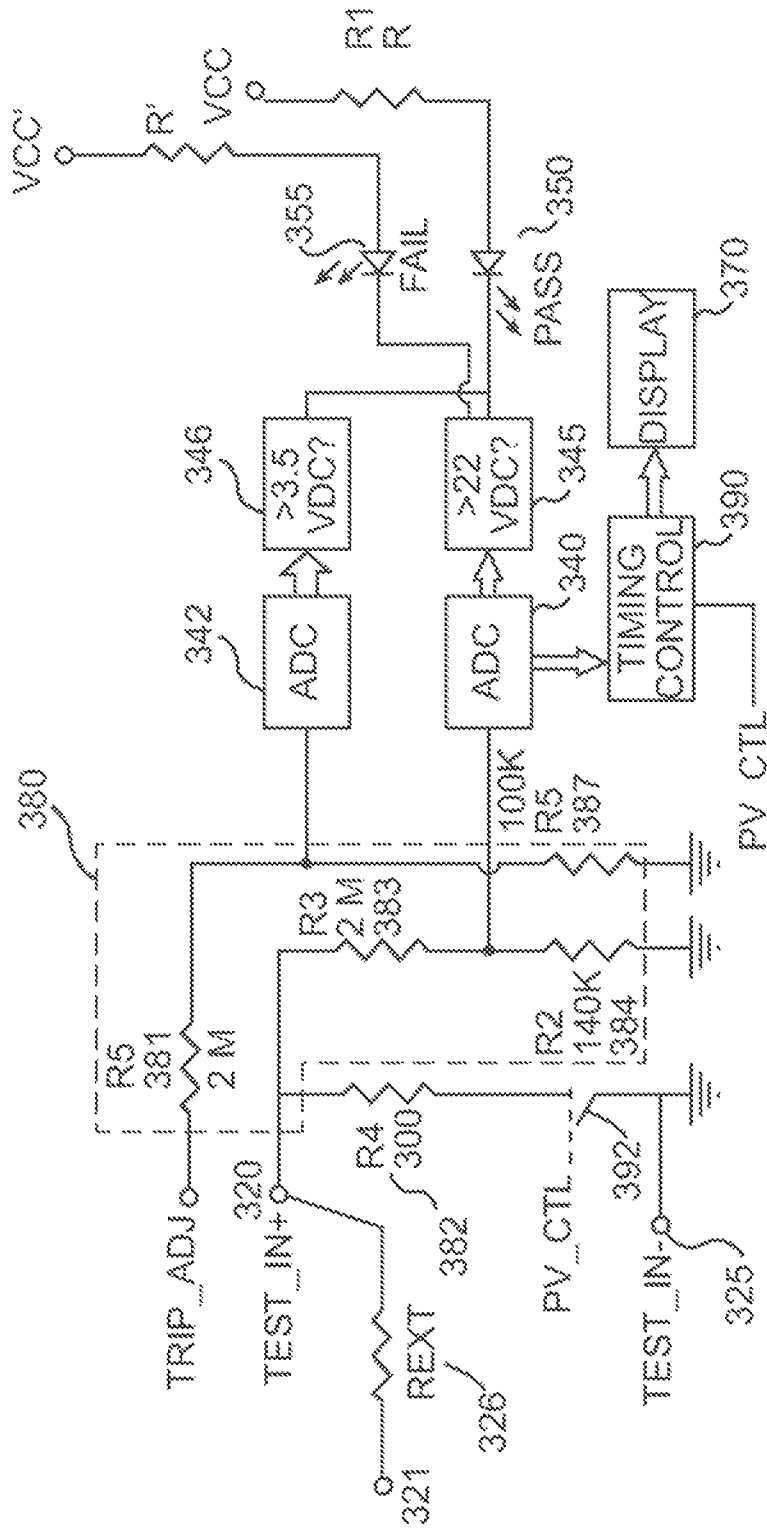 VCC'
R'
VCC
R1
R
355
FAIL
350
PASS
346
>3.5
VDC?
>22
VDC?
345
DISPLAY
370
342
ADC
ADC
340
TIMING
CONTROL
390
PV_CTL
380
R5
381
2 M
R3
2 M
383
100K
R5
387
R2
140K
384
TRIP_ADJ
320
TEST_IN+
R4
300
382
PV_CTL
392
TEST_IN-
325
REXT
326
321